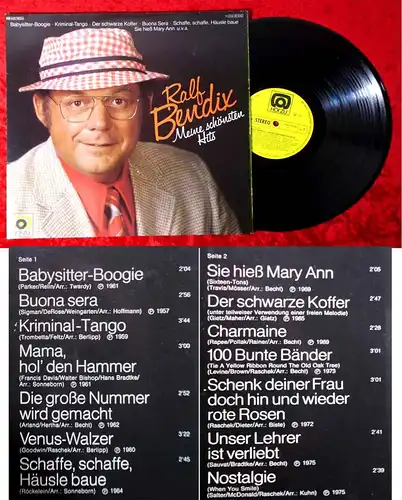 Babysitter-Boogie · Kriminal-Tango · Der schwarze Koffer · Buona Sera · Schaffe, schaffe, Häusle baue
Sie hieß Mary Ann u.v.a.
Ralf
Bendix
Meine schönsten
Hits
HÖRZU
STEREO
Seite 1
Babysitter-Boogie 2'04
(Parker/Relin/Arr.: Twardy) ℗ 1961
Buona sera 2'56
(Sigman/DeRose/Weingarten/Arr.: Hoffmann) ℗ 1957
Kriminal-Tango 3'44
(Trombetta/Feltz/Arr.: Berlipp) ℗ 1959
Mama, 3'00
hol' den Hammer
(Francis Davis/Walter Bishop/Hans Bradtke/
Arr.: Sonneborn) ℗ 1961
Die große Nummer 2'52
wird gemacht
(Arland/Hertha/Arr.: Becht) ℗ 1962
Venus-Walzer 3'22
(Goodwin/Raschek/Arr.: Berlipp) ℗ 1960
Schaffe, schaffe, 2'45
Häusle baue
(Röckelein/Arr.: Sonneborn) ℗ 1964
Seite 2
Sie hieß Mary Ann 2'05
(Sixteen-Tons)
(Travis/Mösser/Arr.: Becht) ℗ 1969
Der schwarze Koffer 2'47
(unter teilweiser Verwendung einer freien Melodie)
(Gietz/Maher/Arr.: Gietz) ℗ 1965
Charmaine 2'28
(Rapee/Pollak/Rainer/Arr.: Becht) ℗ 1969
100 Bunte Bänder 3'01
(Tie A Yellow Ribbon Round The Old Oak Tree)
(Levine/Brown/Raschek/Arr.: Becht) ℗ 1973
Schenk deiner Frau 3'01
doch hin und wieder
rote Rosen
(Raschek/Dieter/Arr.: Biste) ℗ 1972
Unser Lehrer 2'41
ist verliebt
(Sauvat/Bradtke/Arr.: Becht) ℗ 1975
Nostalgie 2'39
(When You Smile)
(Salter/McDonald/Raschek/Arr.: Kuhn) ℗ 1975